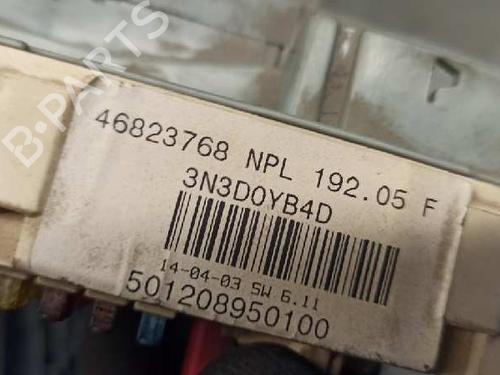 B-PARTS
46823768 NPL 192.05 F
3N3D0YB4D
14-04-03 SW 6.11
501208950100